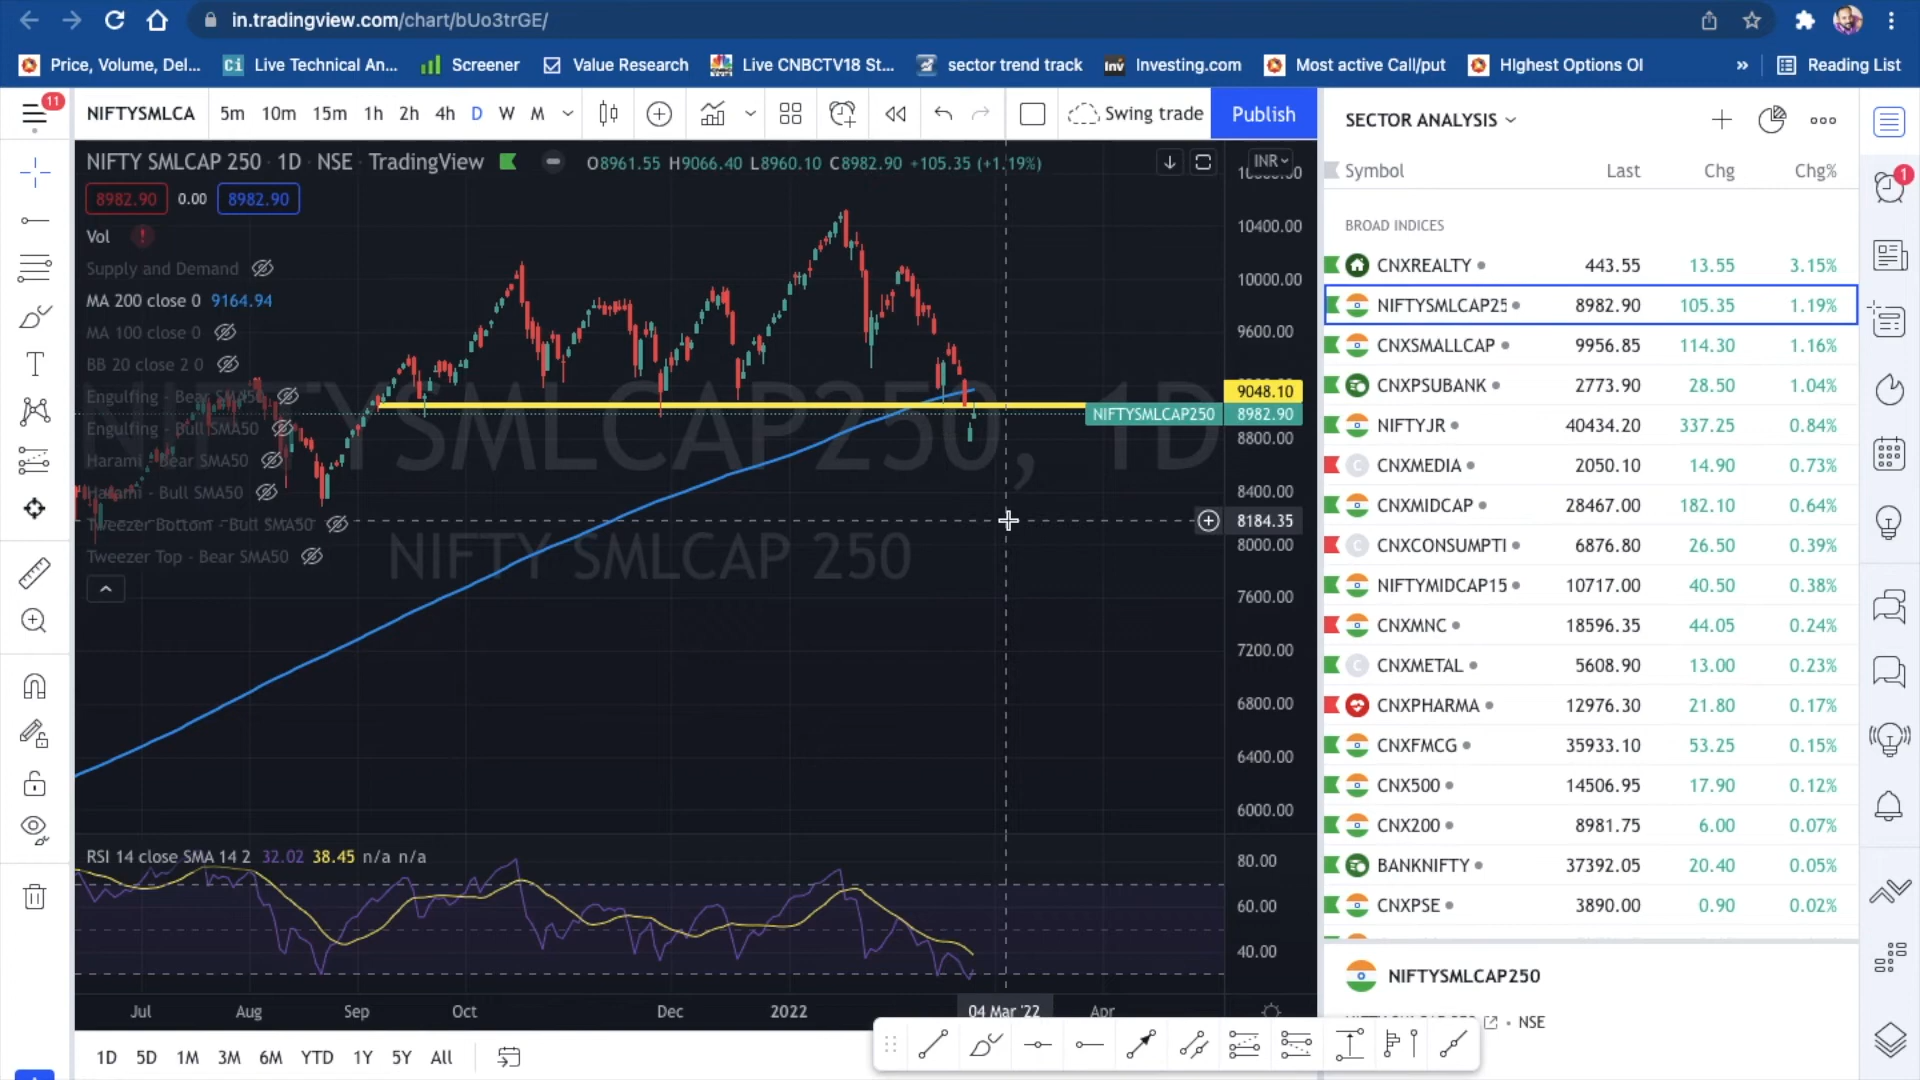 in.tradingview.com/chart/bUo3trGE/
Price, Volume, Del...
Live Technical An...
Screener
Value Research
Live CNBCTV18 St...
sector trend track
Investing.com
Most active Call/put
HIghest Options OI
»
Reading List
11
NIFTYSMLCA
5m 10m 15m 1h 2h 4h D W M
Swing trade
Publish
NIFTY SMLCAP 250 · 1D · NSE · TradingView
O8961.55 H9066.40 L8960.10 C8982.90 +105.35 (+1.19%)
INR
8982.90 0.00 8982.90
Vol
Supply and Demand
MA 200 close 0 9164.94
MA 100 close 0
BB 20 close 2 0
Engulfing - Bear SMA50
Engulfing - Bull SMA50
Harami - Bear SMA50
Harami - Bull SMA50
Tweezer Bottom - Bull SMA50
Tweezer Top - Bear SMA50
NIFTYSMLCAP250, 1D
NIFTY SMLCAP 250
10400.00
10000.00
9600.00
9048.10
NIFTYSMLCAP250 8982.90
8800.00
8400.00
8184.35
8000.00
7600.00
7200.00
6800.00
6400.00
6000.00
RSI 14 close SMA 14 2 32.02 38.45 n/a n/a
80.00
60.00
40.00
Jul Aug Sep Oct Dec 2022 04 Mar '22 Apr
1D 5D 1M 3M 6M YTD 1Y 5Y All
SECTOR ANALYSIS
Symbol Last Chg Chg%
BROAD INDICES
CNXREALTY 443.55 13.55 3.15%
NIFTYSMLCAP25 8982.90 105.35 1.19%
CNXSMALLCAP 9956.85 114.30 1.16%
CNXPSUBANK 2773.90 28.50 1.04%
NIFTYJR 40434.20 337.25 0.84%
C CNXMEDIA 2050.10 14.90 0.73%
CNXMIDCAP 28467.00 182.10 0.64%
C CNXCONSUMPTI 6876.80 26.50 0.39%
NIFTYMIDCAP15 10717.00 40.50 0.38%
CNXMNC 18596.35 44.05 0.24%
C CNXMETAL 5608.90 13.00 0.23%
CNXPHARMA 12976.30 21.80 0.17%
CNXFMCG 35933.10 53.25 0.15%
CNX500 14506.95 17.90 0.12%
CNX200 8981.75 6.00 0.07%
BANKNIFTY 37392.05 20.40 0.05%
CNXPSE 3890.00 0.90 0.02%
NIFTYSMLCAP250
NSE
1